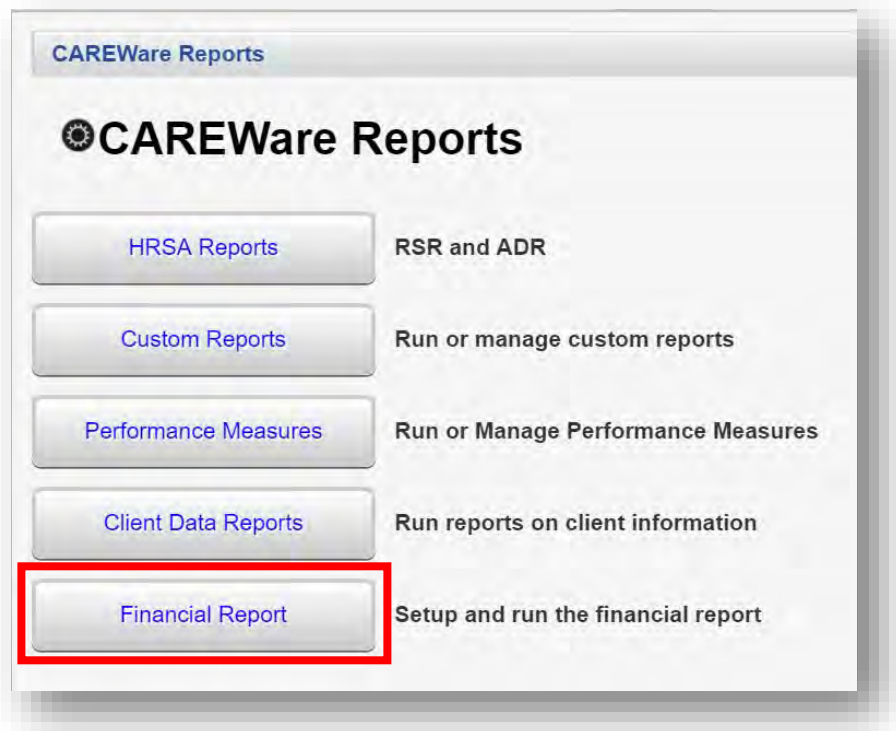 CAREWare Reports
CAREWare Reports
HRSA Reports RSR and ADR
Custom Reports Run or manage custom reports
Performance Measures Run or Manage Performance Measures
Client Data Reports Run reports on client information
Financial Report Setup and run the financial report